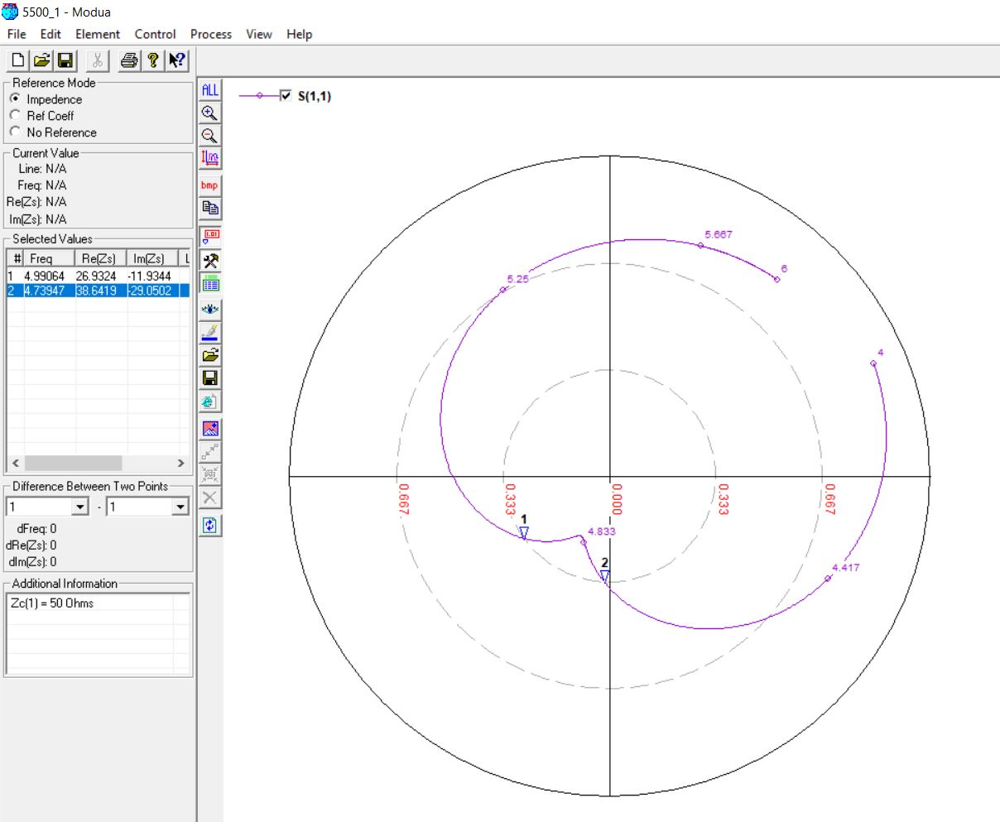 5500_1 - Modua
File Edit Element Control Process View Help
Reference Mode
Impedence
Ref Coeff
No Reference
Current Value
Line: N/A
Freq: N/A
Re(Zs): N/A
Im(Zs): N/A
Selected Values
# Freq Re(Zs) Im(Zs) L
1 4.99064 26.9324 -11.9344
2 4.73947 38.6419 -29.0502
Difference Between Two Points
1 - 1
dFreq: 0
dRe(Zs): 0
dIm(Zs): 0
Additional Information
Zc(1) = 50 Ohms
ALL
bmp
1.01
S(1,1)
5.667
6
5.25
4
0.667 0.333 0.000 0.333 0.667
1
4.833
2
4.417